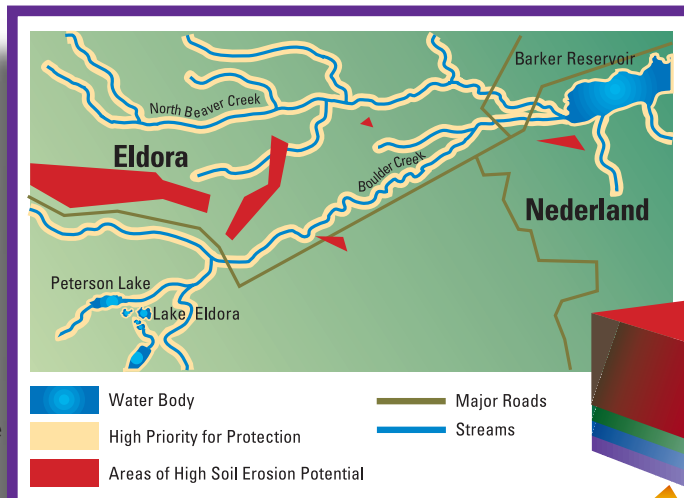 Barker Reservoir
North Beaver Creek
Eldora
Boulder Creek
Nederland
Peterson Lake
Lake Eldora
Water Body
High Priority for Protection
Areas of High Soil Erosion Potential
Major Roads
Streams